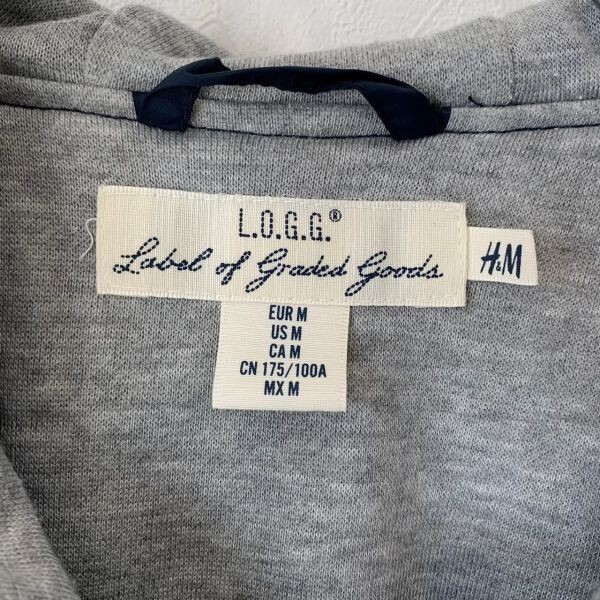 L.O.G.G.®
Label of Graded Goods
H&M
EUR M
US M
CA M
CN 175/100A
MX M